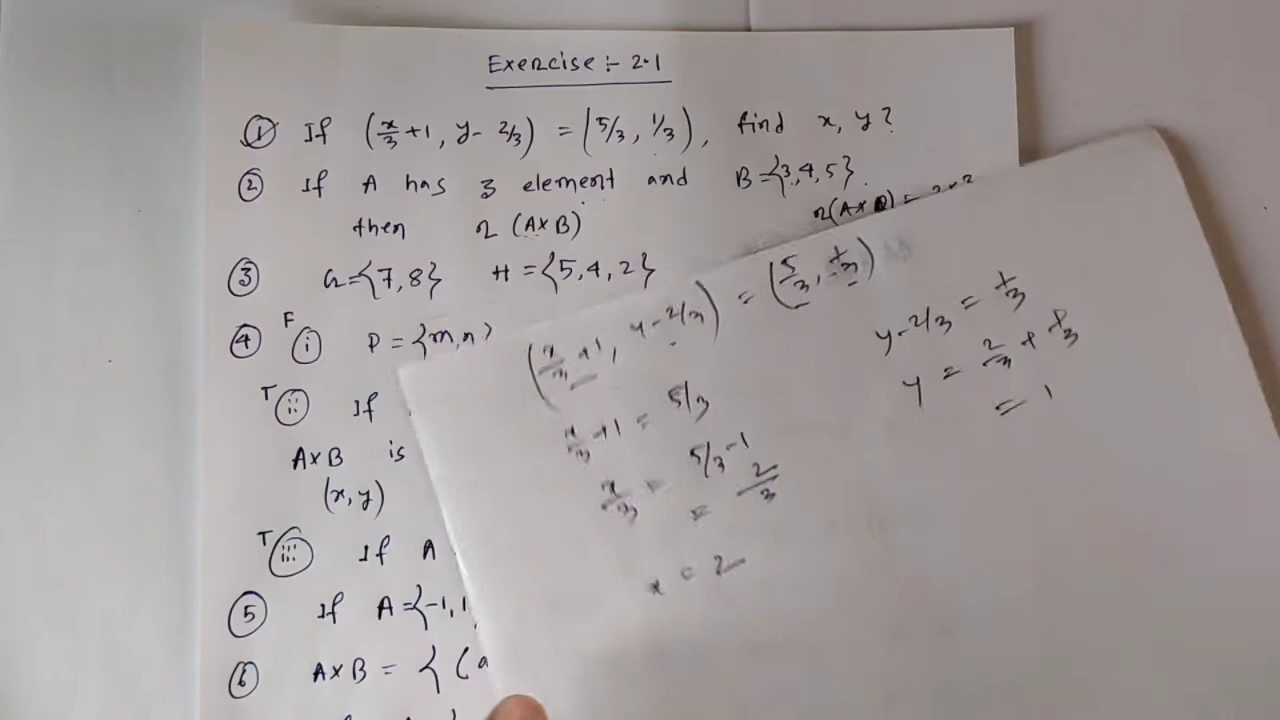 Exercise :- 2.1
① If (x/3 +1, y- 2/3) = (5/3, 1/3), find x, y?
② If A has 3 element and B={3,4,5}.
then n (A×B)
n(A×B) =
③ G={7,8} H ={5,4,2}
④ F ⓘ P = {m,n}
T ⓘⓘ If
A×B is
(x,y)
T ⓘⓘⓘ If A
⑤ If A={-1,1
⑥ A×B = { (a
(x/3 +1, y-2/3) = (5/3, 1/3)
x/3 +1 = 5/3
x/3 = 5/3 -1
= 2/3
x = 2
y-2/3 = 1/3
y = 2/3 + 1/3
= 1